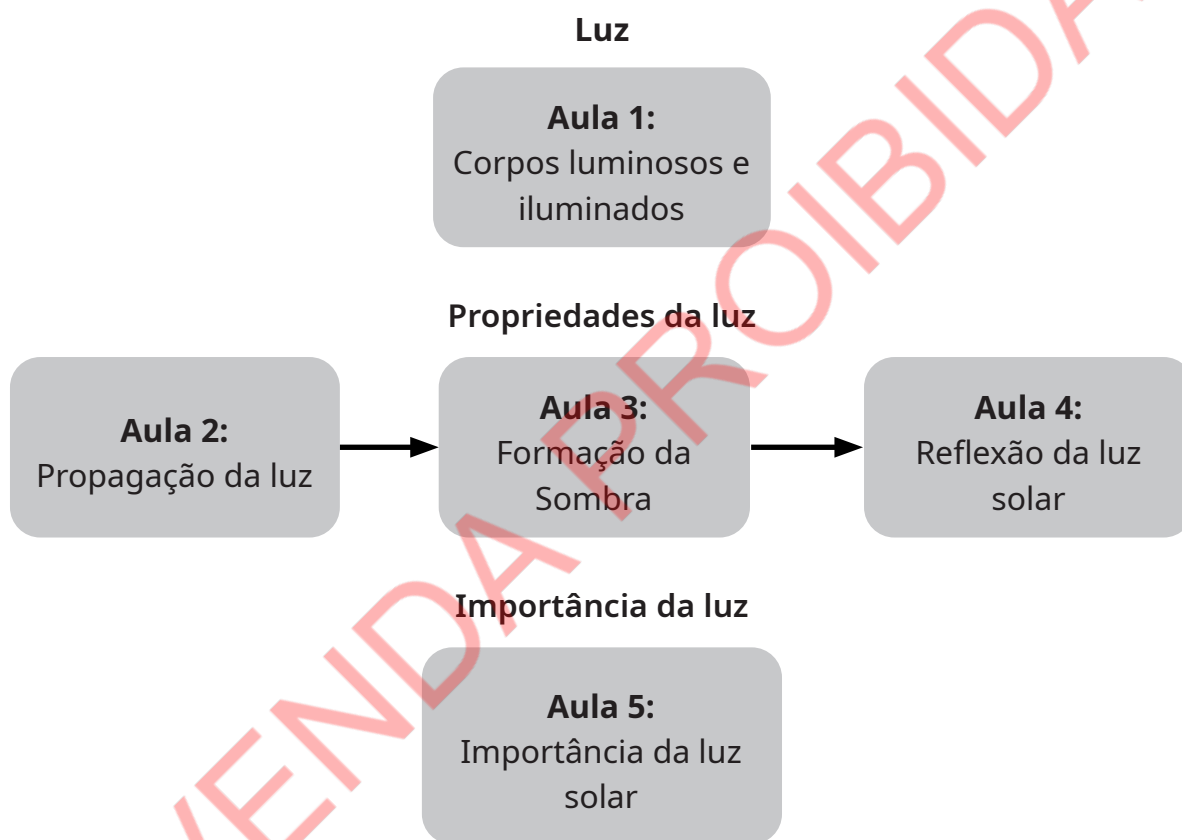 Luz
Aula 1:
Corpos luminosos e
iluminados
Propriedades da luz
Aula 2:
Propagação da luz
Aula 3:
Formação da
Sombra
Aula 4:
Reflexão da luz
solar
Importância da luz
Aula 5:
Importância da luz
solar
VENDA PROIBIDA